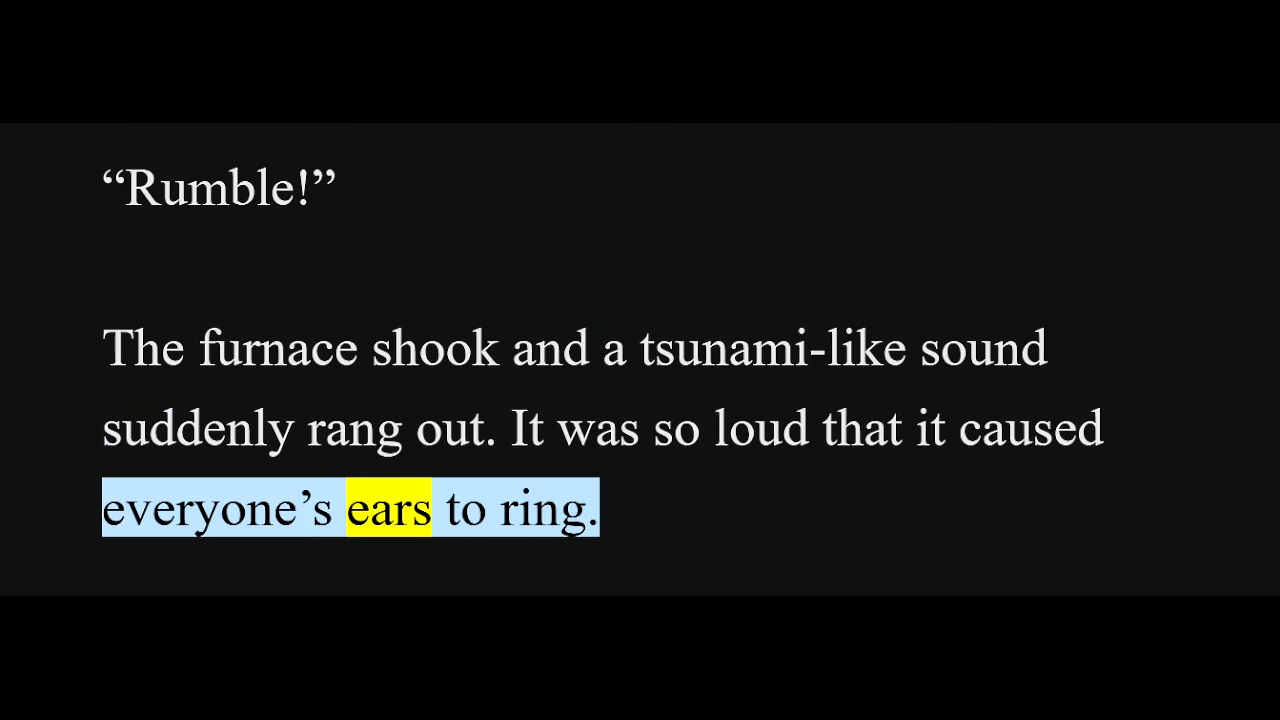 “Rumble!”
The furnace shook and a tsunami-like sound
suddenly rang out. It was so loud that it caused
everyone’s ears to ring.